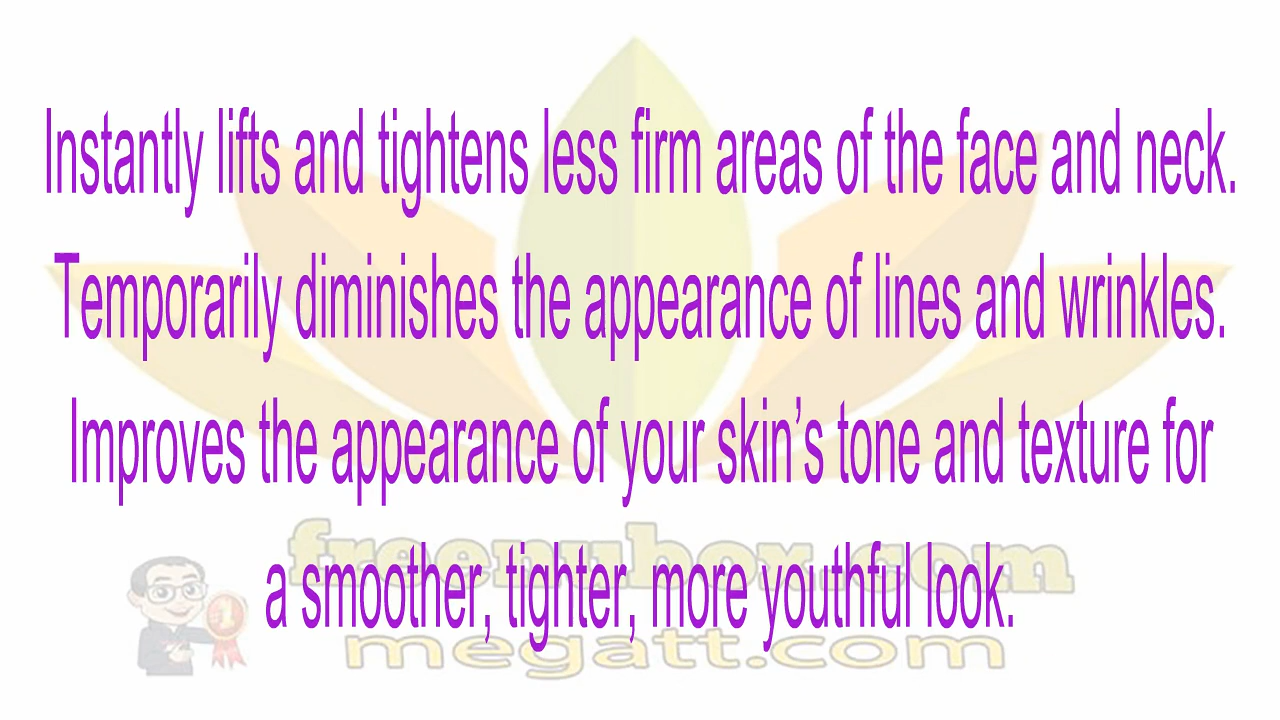 Instantly lifts and tightens less firm areas of the face and neck.
Temporarily diminishes the appearance of lines and wrinkles.
Improves the appearance of your skin’s tone and texture for
a smoother, tighter, more youthful look.
freenubox.com
megatt.com
1